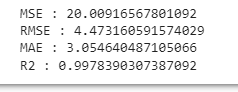 MSE : 20.00916567801092
RMSE : 4.473160591574029
MAE : 3.054640487105066
R2 : 0.9978390307387092